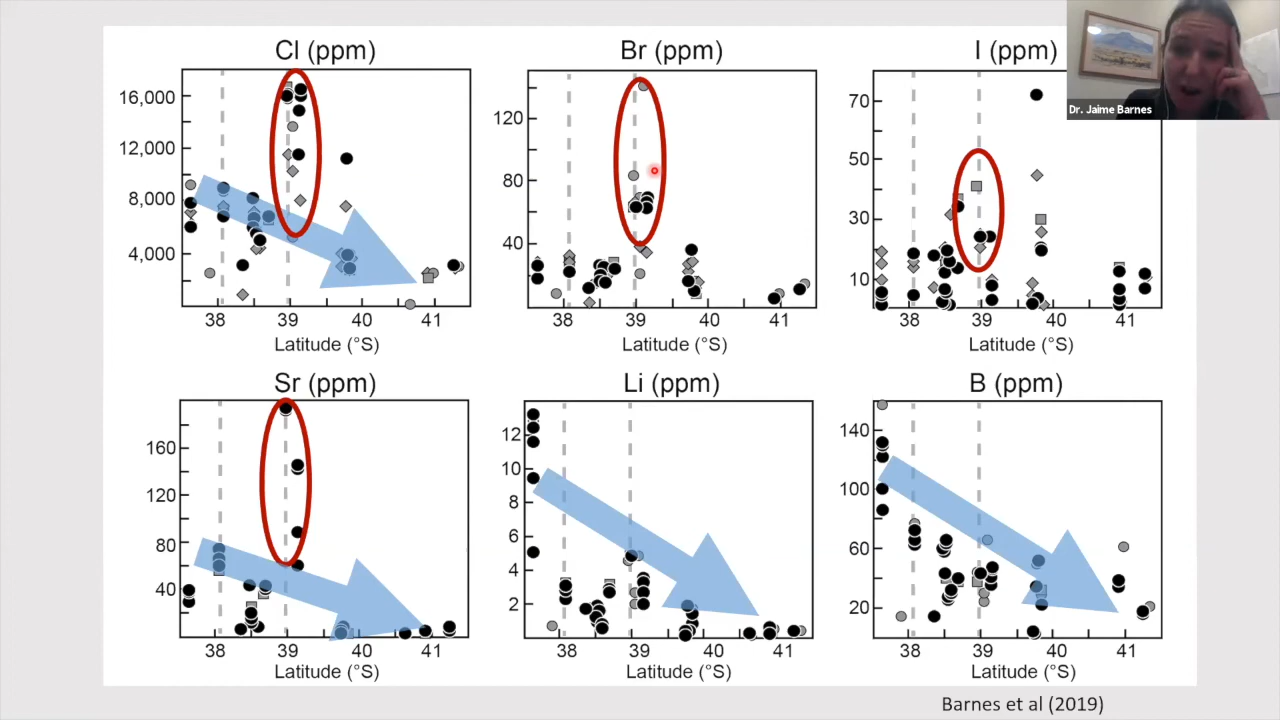 Cl (ppm)
16,000
12,000
8,000
4,000
38 39 40 41
Latitude (°S)
Br (ppm)
120
80
40
38 39 40 41
Latitude (°S)
I (ppm)
70
50
30
10
38 39 40 41
Latitude (°S)
Dr. Jaime Barnes
Sr (ppm)
160
120
80
40
38 39 40 41
Latitude (°S)
Li (ppm)
12
10
8
6
4
2
38 39 40 41
Latitude (°S)
B (ppm)
140
100
60
20
38 39 40 41
Latitude (°S)
Barnes et al (2019)